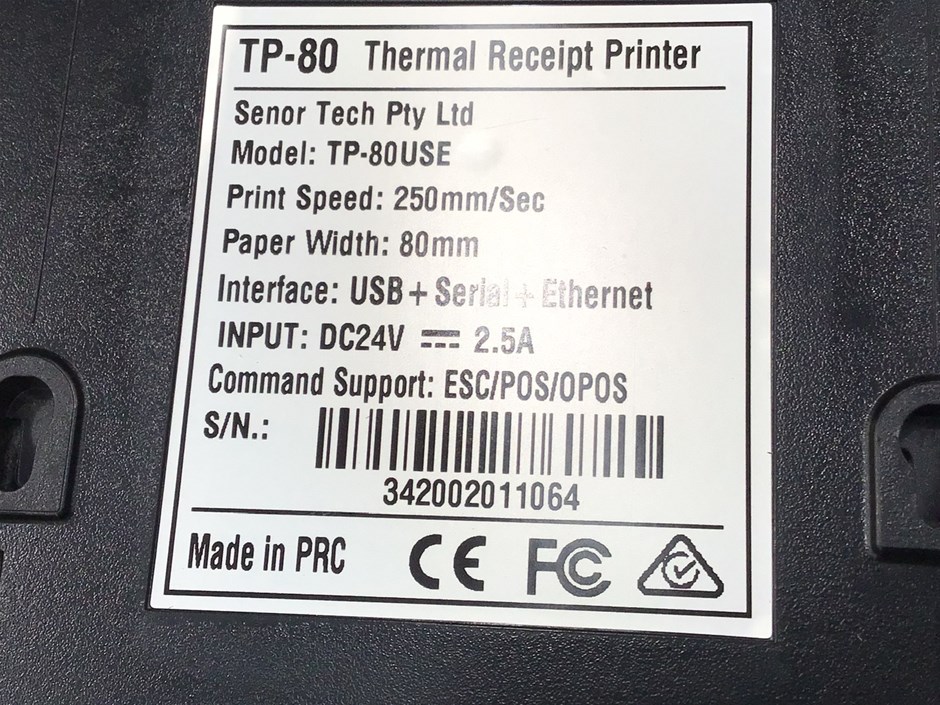 TP-80 Thermal Receipt Printer
Senor Tech Pty Ltd
Model: TP-80USE
Print Speed: 250mm/Sec
Paper Width: 80mm
Interface: USB + Serial + Ethernet
INPUT: DC24V ⎓ 2.5A
Command Support: ESC/POS/OPOS
S/N.:
342002011064
Made in PRC CE FC